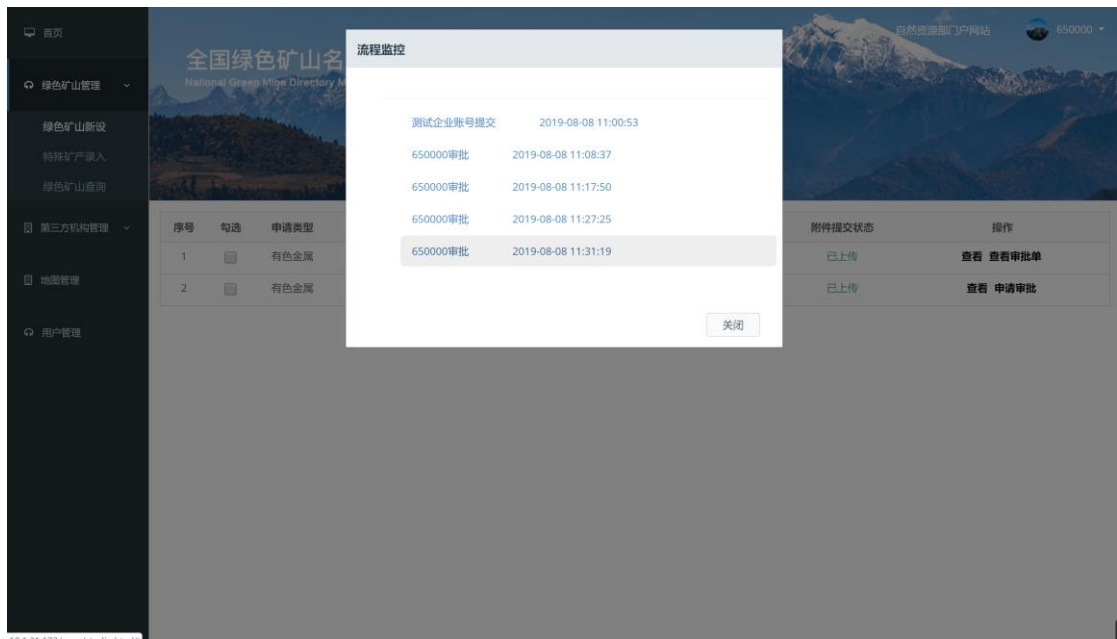 首页
自然资源部门户网站
650000
全国绿色矿山名
National Green Mine Directory M
绿色矿山管理
绿色矿山新设
特殊矿产录入
绿色矿山查询
第三方机构管理
地图管理
用户管理
流程监控
测试企业账号提交 2019-08-08 11:00:53
650000审批 2019-08-08 11:08:37
650000审批 2019-08-08 11:17:50
650000审批 2019-08-08 11:27:25
650000审批 2019-08-08 11:31:19
关闭
序号 勾选 申请类型 附件提交状态 操作
1 有色金属 已上传 查看 查看审批单
2 有色金属 已上传 查看 申请审批